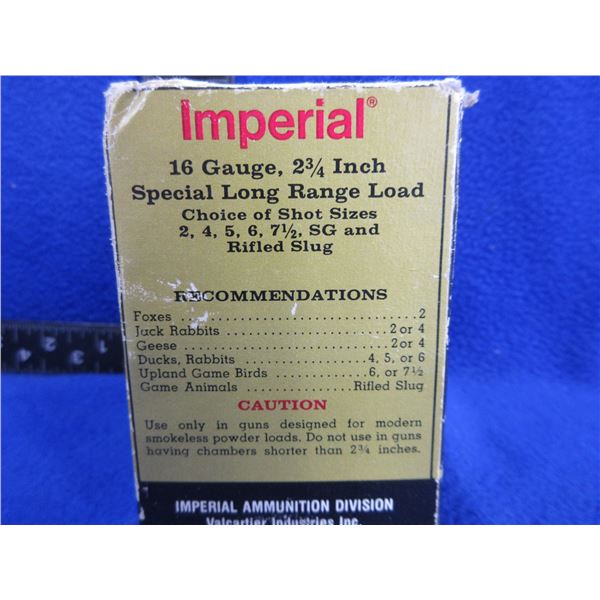 Imperial®
16 Gauge, 2¾ Inch
Special Long Range Load
Choice of Shot Sizes
2, 4, 5, 6, 7½, SG and
Rifled Slug
RECOMMENDATIONS
Foxes ................................ 2
Jack Rabbits ........................ 2 or 4
Geese ................................ 2 or 4
Ducks, Rabbits ................... 4, 5, or 6
Upland Game Birds ............. 6, or 7½
Game Animals ............... Rifled Slug
CAUTION
Use only in guns designed for modern
smokeless powder loads. Do not use in guns
having chambers shorter than 2¾ inches.
IMPERIAL AMMUNITION DIVISION
Valcartier Industries Inc.
1
2
3
4